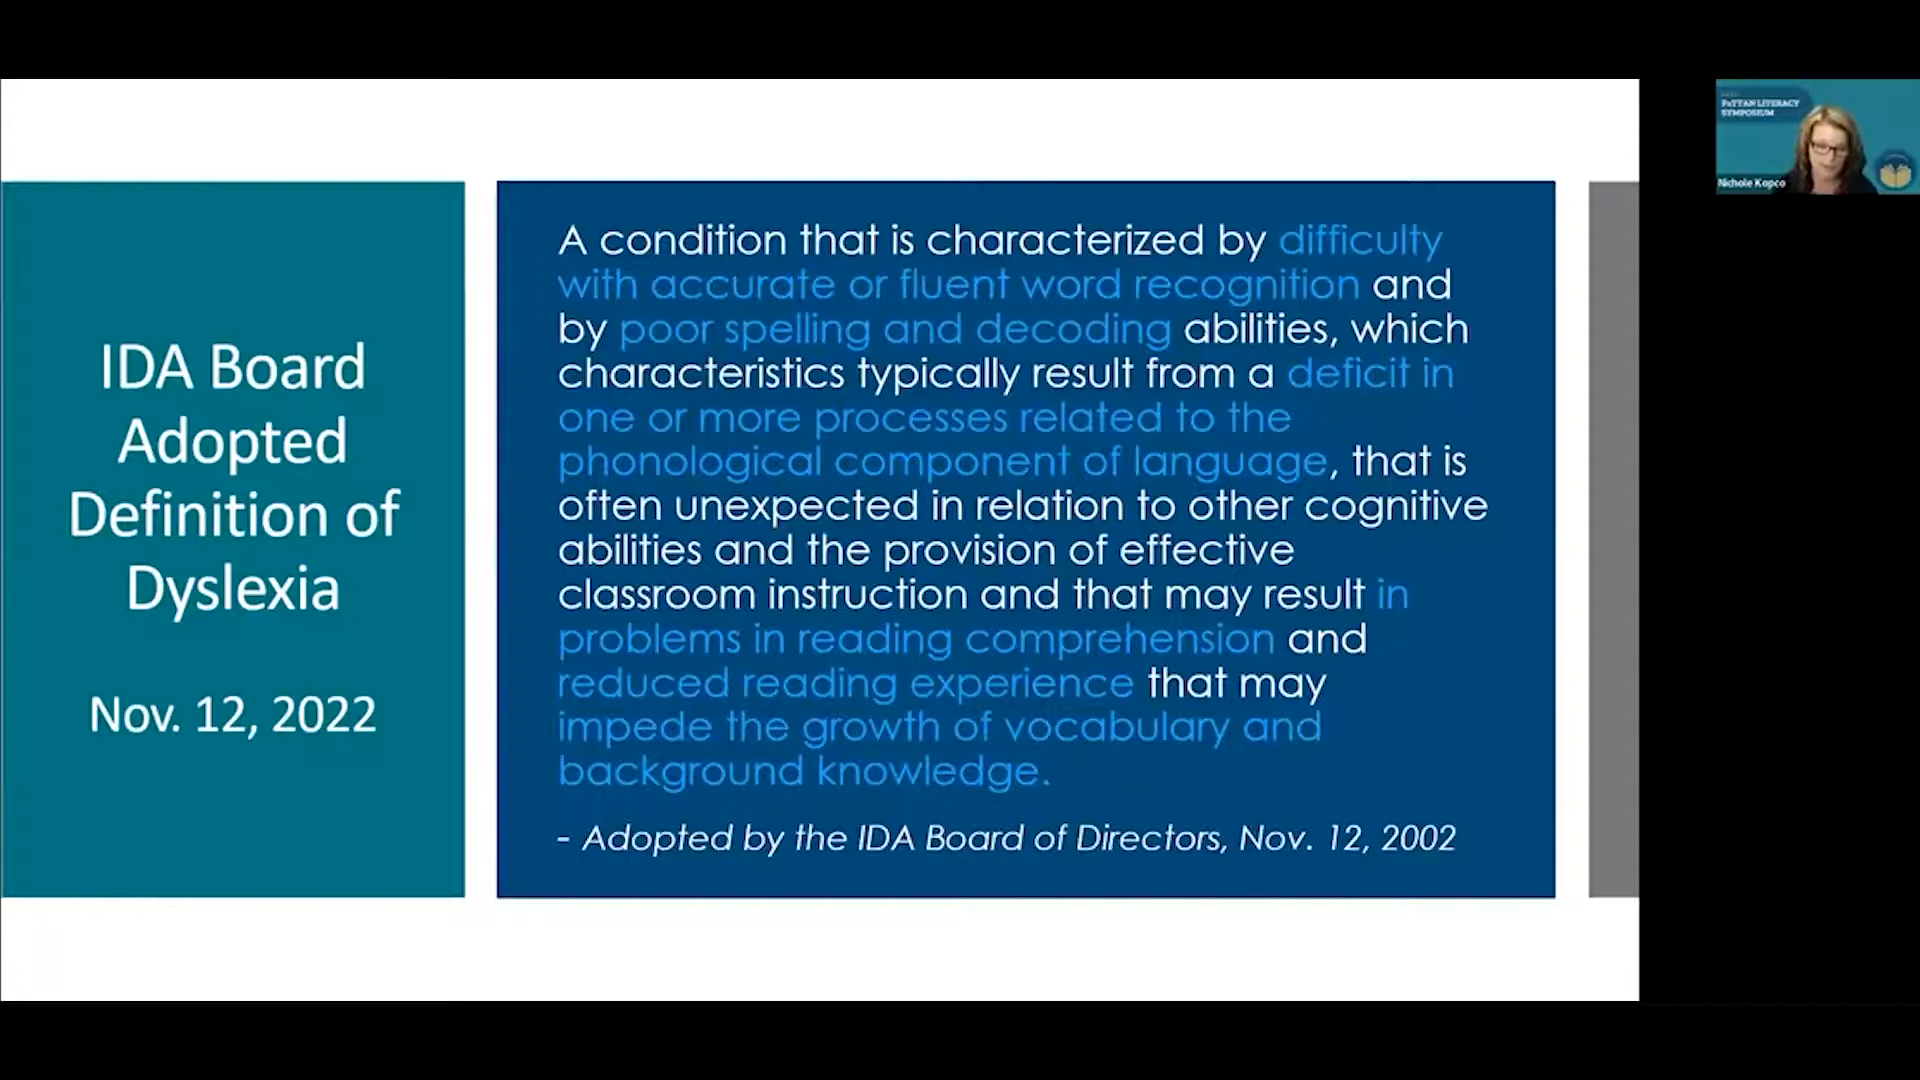 IDA Board
Adopted
Definition of
Dyslexia
Nov. 12, 2022
A condition that is characterized by difficulty
with accurate or fluent word recognition and
by poor spelling and decoding abilities, which
characteristics typically result from a deficit in
one or more processes related to the
phonological component of language, that is
often unexpected in relation to other cognitive
abilities and the provision of effective
classroom instruction and that may result in
problems in reading comprehension and
reduced reading experience that may
impede the growth of vocabulary and
background knowledge.
- Adopted by the IDA Board of Directors, Nov. 12, 2002
PaTTAN LITERACY
SYMPOSIUM
Nichole Kopco